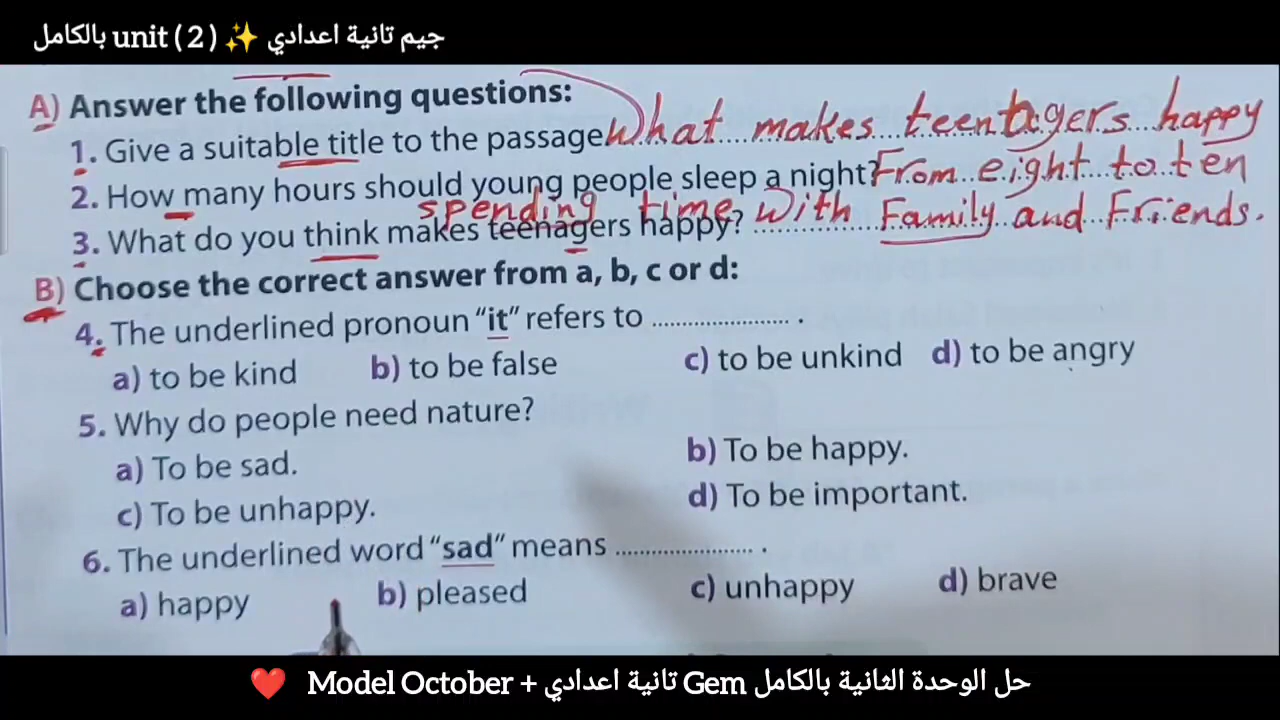 جيم تانية اعدادي ✨ unit ( 2 ) بالكامل
A) Answer the following questions:
1. Give a suitable title to the passage. What makes teentagers happy
2. How many hours should young people sleep a night? From eight to ten
spending time with Family and Friends.
3. What do you think makes teenagers happy? ........................
B) Choose the correct answer from a, b, c or d:
4. The underlined pronoun "it" refers to ........................ .
a) to be kind b) to be false c) to be unkind d) to be angry
5. Why do people need nature?
a) To be sad. b) To be happy.
c) To be unhappy. d) To be important.
6. The underlined word "sad" means ........................ .
a) happy b) pleased c) unhappy d) brave
حل الوحدة الثانية بالكامل Gem تانية اعدادي + Model October ❤️